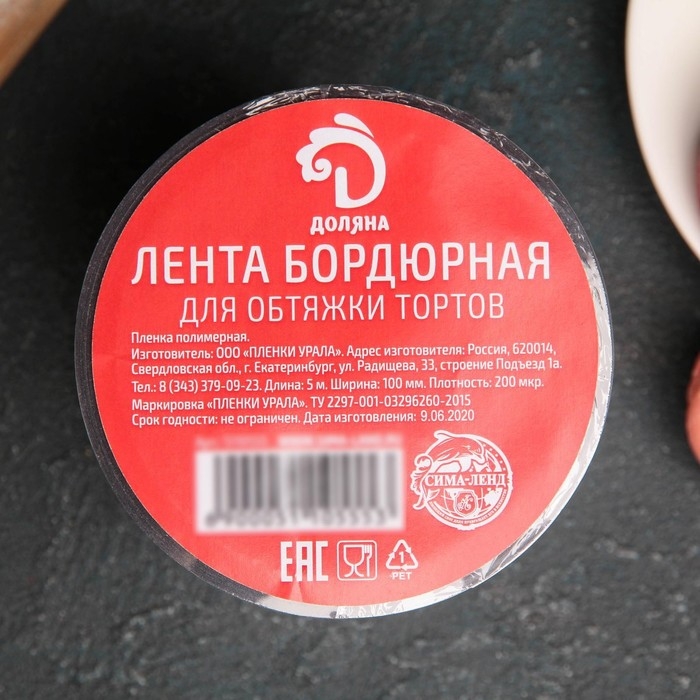 ДОЛЯНА
ЛЕНТА БОРДЮРНАЯ
ДЛЯ ОБТЯЖКИ ТОРТОВ
Пленка полимерная.
Изготовитель: ООО «ПЛЕНКИ УРАЛА». Адрес изготовителя: Россия, 620014,
Свердловская обл., г. Екатеринбург, ул. Радищева, 33, строение Подъезд 1а.
Тел.: 8 (343) 379-09-23. Длина: 5 м. Ширина: 100 мм. Плотность: 200 мкр.
Маркировка «ПЛЕНКИ УРАЛА». ТУ 2297-001-03296260-2015
Срок годности: не ограничен. Дата изготовления: 9.06.2020
СИМА-ЛЕНД
EAC
1
PET